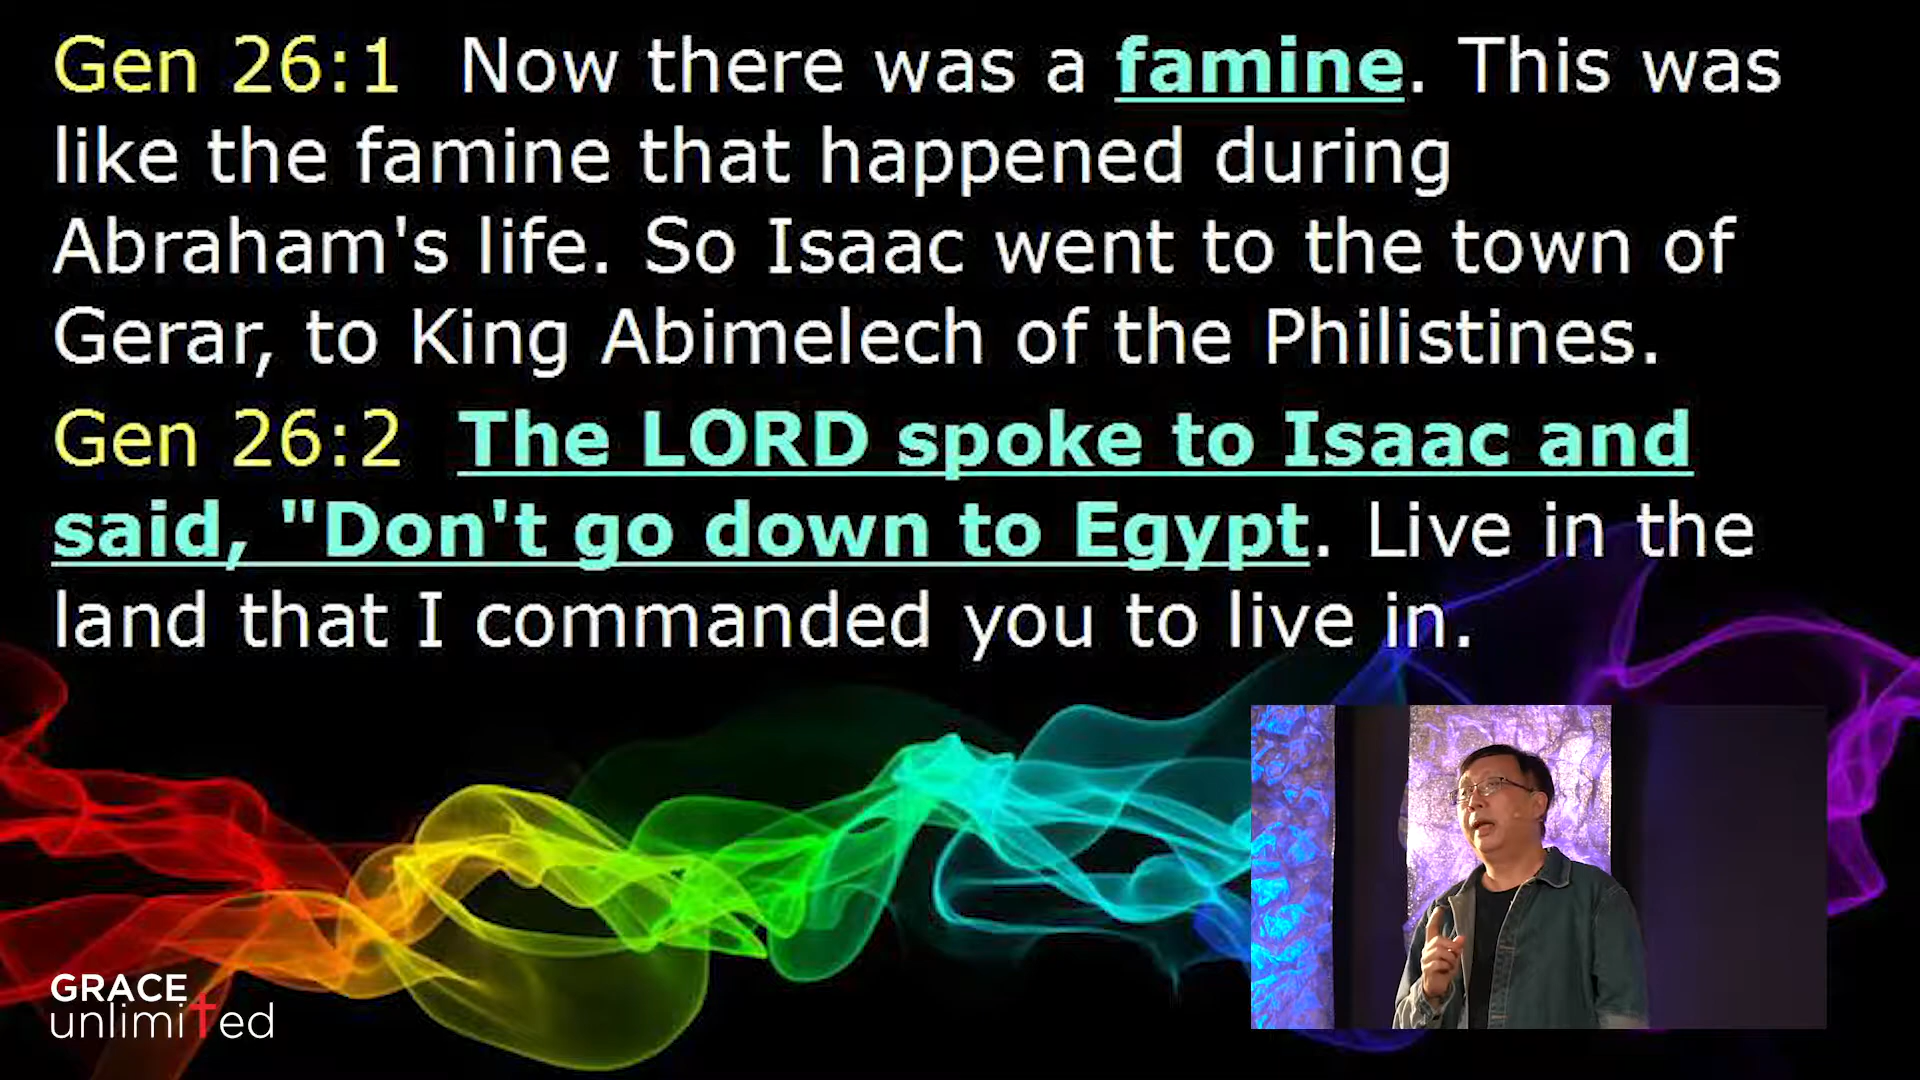 Gen 26:1 Now there was a famine. This was
like the famine that happened during
Abraham's life. So Isaac went to the town of
Gerar, to King Abimelech of the Philistines.
Gen 26:2 The LORD spoke to Isaac and
said, "Don't go down to Egypt. Live in the
land that I commanded you to live in.
GRACE
unlimited